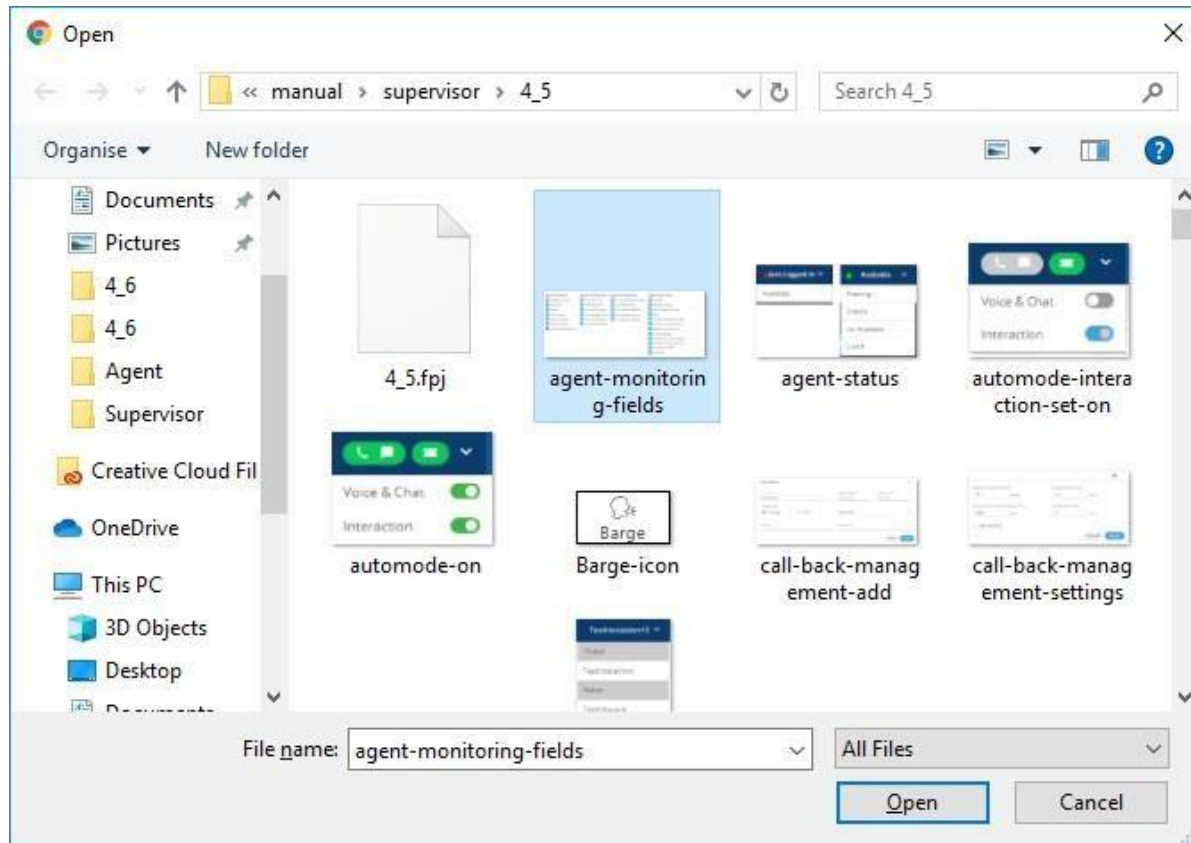 Open
« manual › supervisor › 4_5
Search 4_5
Organise
New folder
Documents
Pictures
4_6
4_6
Agent
Supervisor
Creative Cloud Fil
OneDrive
This PC
3D Objects
Desktop
Documents
4_5.fpj
agent-monitorin
g-fields
Available
agent-status
Voice & Chat
Interaction
automode-intera
ction-set-on
Voice & Chat
Interaction
automode-on
Barge
Barge-icon
call-back-manag
ement-add
call-back-manag
ement-settings
File name:
agent-monitoring-fields
All Files
Open
Cancel